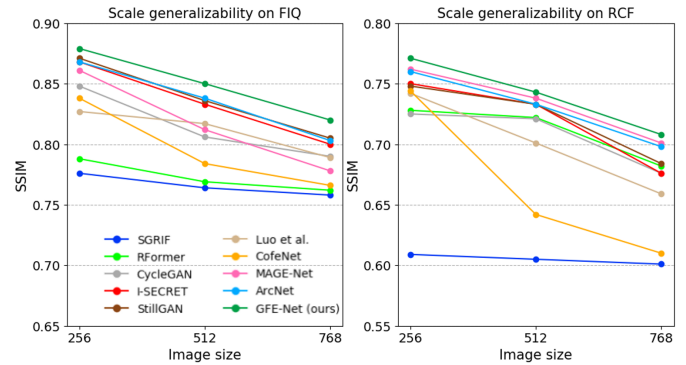 Scale generalizability on FIQ
0.90
0.85
0.80
0.75
0.70
0.65
SSIM
SGRIF
RFormer
CycleGAN
I-SECRET
StillGAN
Luo et al.
CofeNet
MAGE-Net
ArcNet
GFE-Net (ours)
256
512
768
Image size
Scale generalizability on RCF
0.80
0.75
0.70
0.65
0.60
0.55
SSIM
256
512
768
Image size